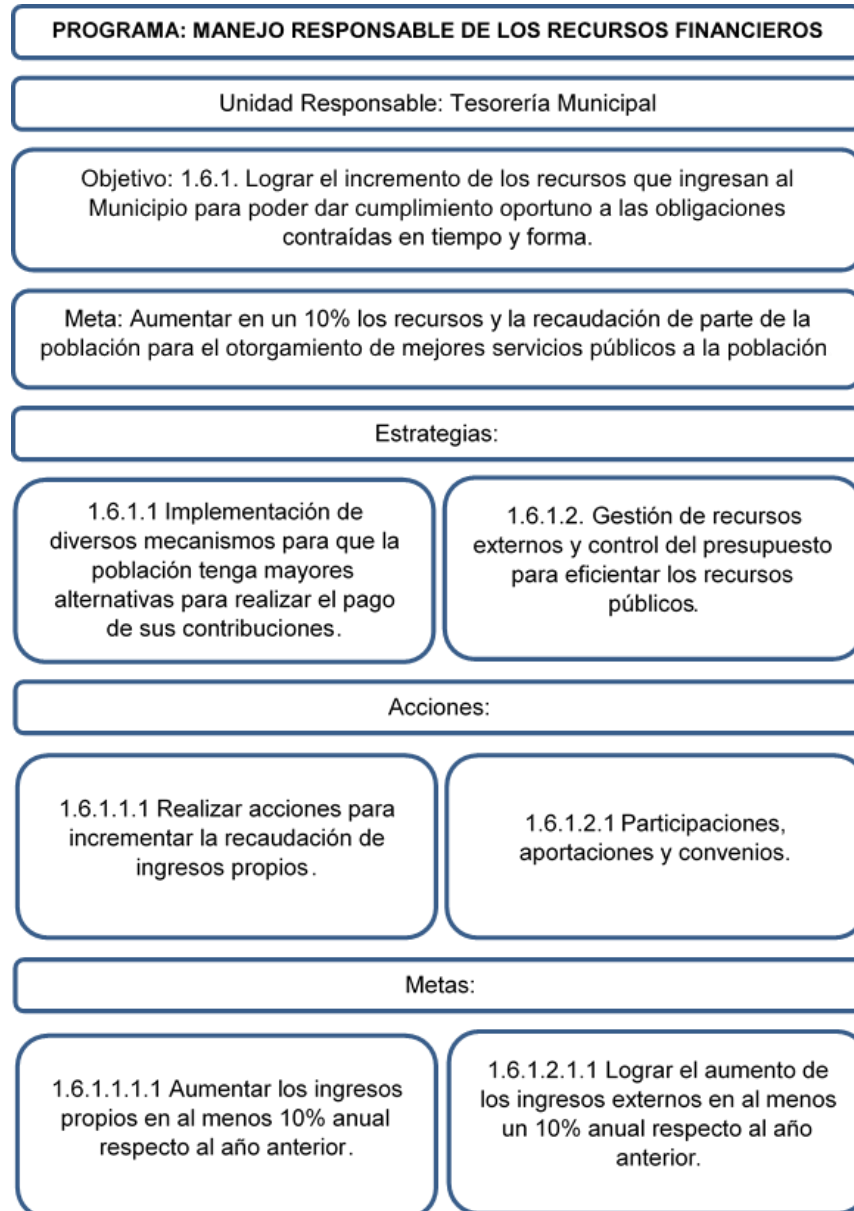 PROGRAMA: MANEJO RESPONSABLE DE LOS RECURSOS FINANCIEROS
Unidad Responsable: Tesorería Municipal
Objetivo: 1.6.1. Lograr el incremento de los recursos que ingresan al
Municipio para poder dar cumplimiento oportuno a las obligaciones
contraídas en tiempo y forma.
Meta: Aumentar en un 10% los recursos y la recaudación de parte de la
población para el otorgamiento de mejores servicios públicos a la población
Estrategias:
1.6.1.1 Implementación de
diversos mecanismos para que la
población tenga mayores
alternativas para realizar el pago
de sus contribuciones.
1.6.1.2. Gestión de recursos
externos y control del presupuesto
para eficientar los recursos
públicos.
Acciones:
1.6.1.1.1 Realizar acciones para
incrementar la recaudación de
ingresos propios.
1.6.1.2.1 Participaciones,
aportaciones y convenios.
Metas:
1.6.1.1.1.1 Aumentar los ingresos
propios en al menos 10% anual
respecto al año anterior.
1.6.1.2.1.1 Lograr el aumento de
los ingresos externos en al menos
un 10% anual respecto al año
anterior.